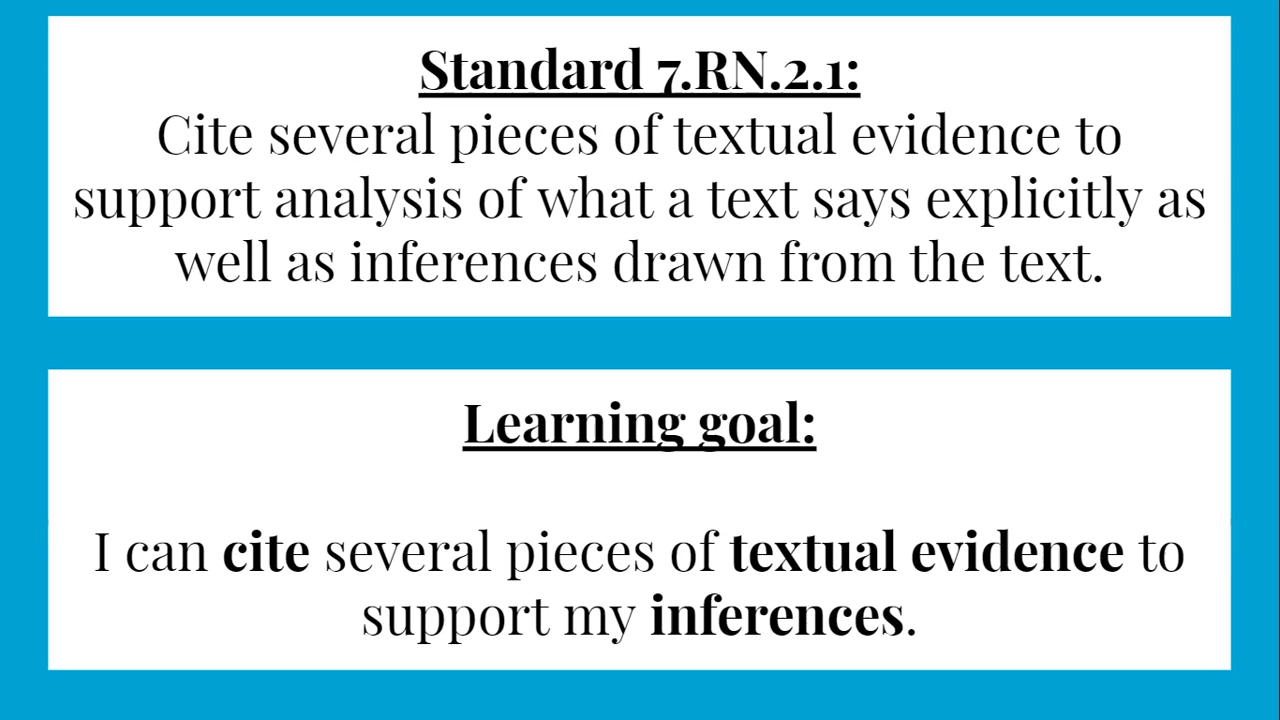 Standard 7.RN.2.1:
Cite several pieces of textual evidence to
support analysis of what a text says explicitly as
well as inferences drawn from the text.
Learning goal:
I can cite several pieces of textual evidence to
support my inferences.